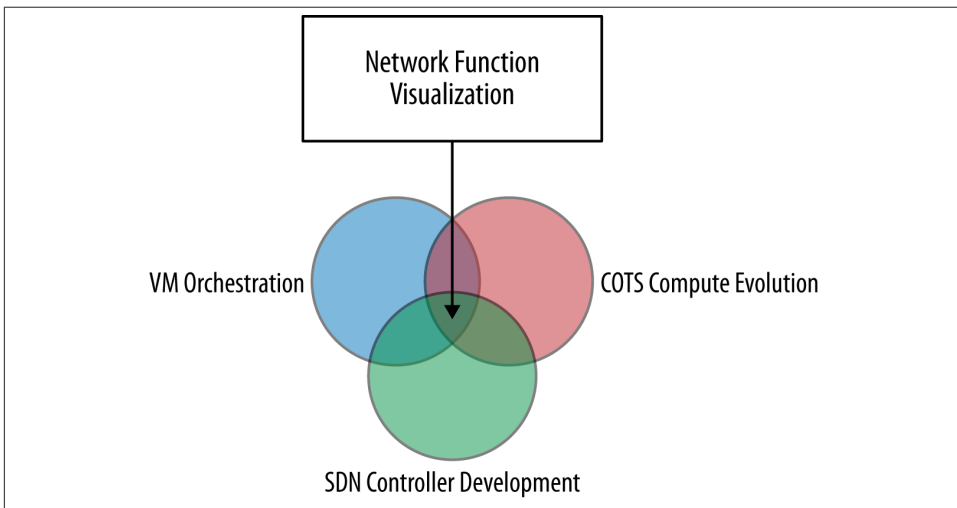 Network Function
Visualization
VM Orchestration
COTS Compute Evolution
SDN Controller Development